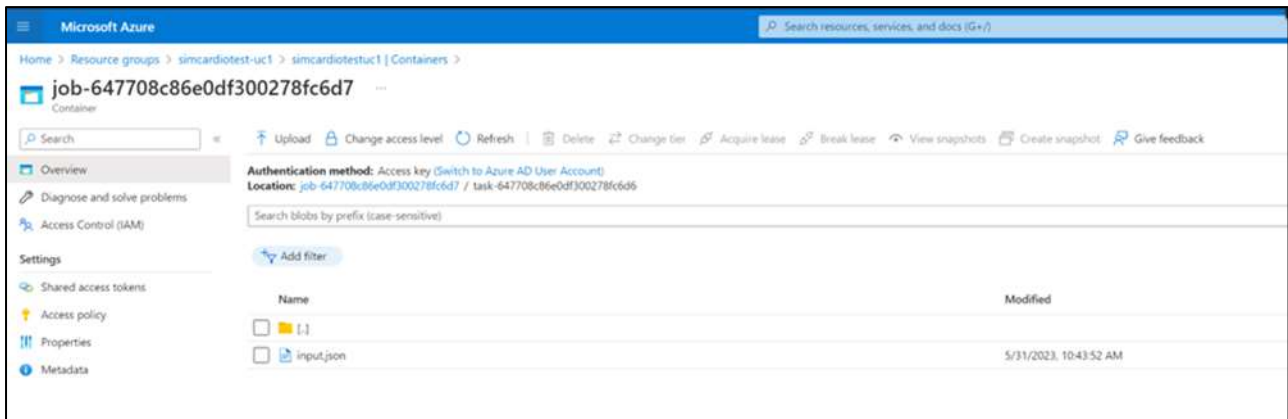 Microsoft Azure
Search resources, services, and docs (G+/)
Home > Resource groups > simcardiotest-uc1 > simcardiotestuc1 | Containers >
job-647708c86e0df300278fc6d7 ...
Container
Search
«
Upload Change access level Refresh | Delete Change tier Acquire lease Break lease View snapshots Create snapshot Give feedback
Overview
Diagnose and solve problems
Access Control (IAM)
Settings
Shared access tokens
Access policy
Properties
Metadata
Authentication method: Access key (Switch to Azure AD User Account)
Location: job-647708c86e0df300278fc6d7 / task-647708c86e0df300278fc6d6
Search blobs by prefix (case-sensitive)
Add filter
Name Modified
[..]
input.json 5/31/2023, 10:43:52 AM